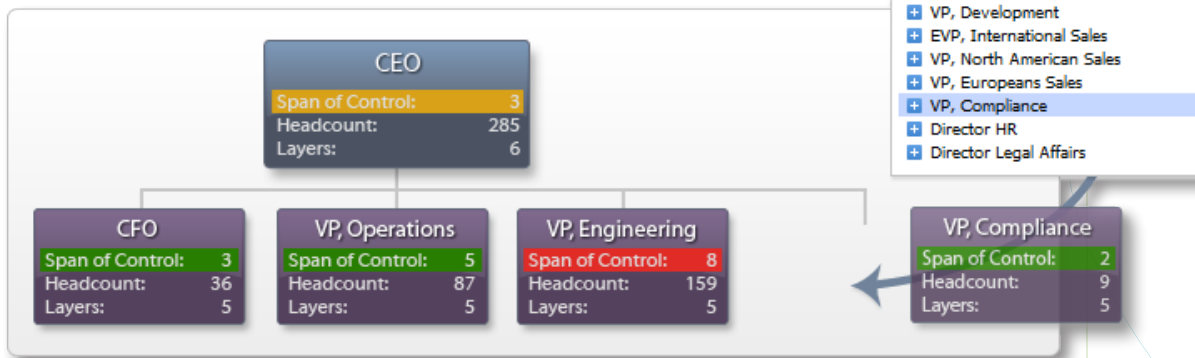 VP, Development
EVP, International Sales
VP, North American Sales
VP, Europeans Sales
VP, Compliance
Director HR
Director Legal Affairs
CEO
Span of Control: 3
Headcount: 285
Layers: 6
CFO
Span of Control: 3
Headcount: 36
Layers: 5
VP, Operations
Span of Control: 5
Headcount: 87
Layers: 5
VP, Engineering
Span of Control: 8
Headcount: 159
Layers: 5
VP, Compliance
Span of Control: 2
Headcount: 9
Layers: 5